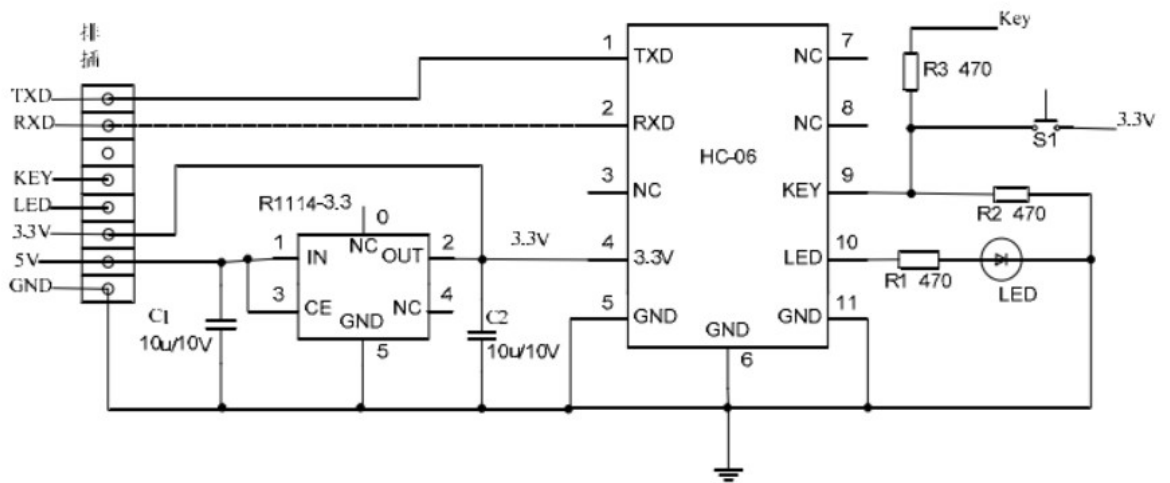 排
插
TXD
RXD
KEY
LED
3.3V
5V
GND
R1114-3.3
0
NC
1
IN
OUT
2
3
CE
NC
4
GND
5
C1
10u/10V
C2
10u/10V
3.3V
HC-06
1
TXD
2
RXD
3
NC
4
3.3V
5
GND
GND
6
NC
7
NC
8
KEY
9
LED
10
GND
11
Key
R3 470
S1
3.3V
R2 470
R1 470
LED